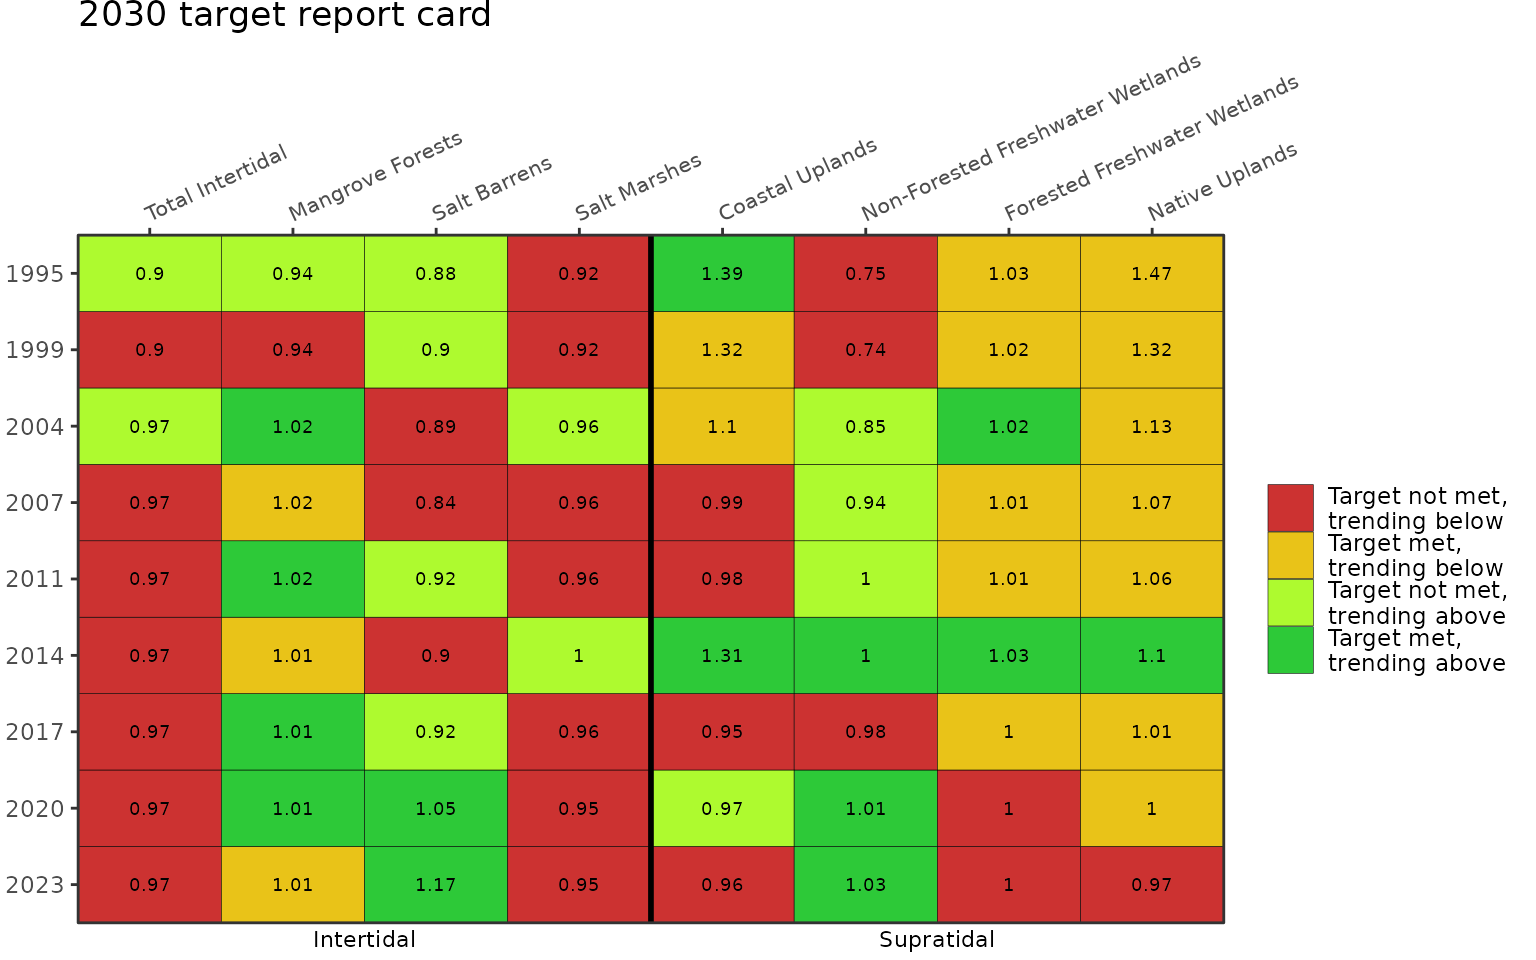 2030 target report card
Total Intertidal
Mangrove Forests
Salt Barrens
Salt Marshes
Coastal Uplands
Non-Forested Freshwater Wetlands
Forested Freshwater Wetlands
Native Uplands
1995 0.9 0.94 0.88 0.92 1.39 0.75 1.03 1.47
1999 0.9 0.94 0.9 0.92 1.32 0.74 1.02 1.32
2004 0.97 1.02 0.89 0.96 1.1 0.85 1.02 1.13
2007 0.97 1.02 0.84 0.96 0.99 0.94 1.01 1.07
2011 0.97 1.02 0.92 0.96 0.98 1 1.01 1.06
2014 0.97 1.01 0.9 1 1.31 1 1.03 1.1
2017 0.97 1.01 0.92 0.96 0.95 0.98 1 1.01
2020 0.97 1.01 1.05 0.95 0.97 1.01 1 1
2023 0.97 1.01 1.17 0.95 0.96 1.03 1 0.97
Intertidal
Supratidal
Target not met,
trending below
Target met,
trending below
Target not met,
trending above
Target met,
trending above